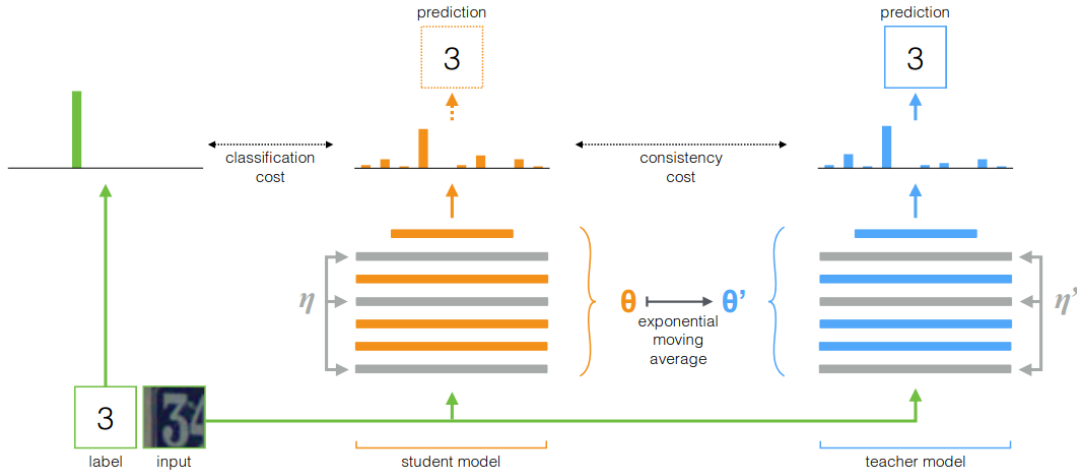 prediction
prediction
3
3
classification
cost
consistency
cost
η
θ
θ’
η’
exponential
moving
average
3
34
label
input
student model
teacher model